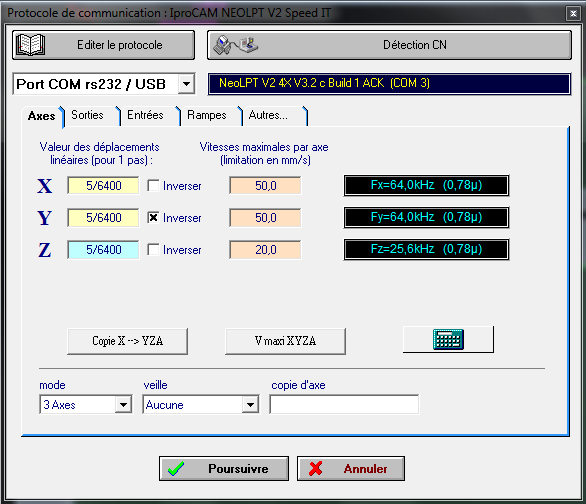 Protocole de communication : IproCAM NEOLPT V2 Speed IT
Editer le protocole
Détection CN
Port COM rs232 / USB
NeoLPT V2 4X V3.2 c Build 1 ACK (COM 3)
Axes Sorties Entrées Rampes Autres...
Valeur des déplacements
linéaires (pour 1 pas) :
Vitesses maximales par axe
(limitation en mm/s)
X 5/6400 Inverser 50,0 Fx=64,0kHz (0,78µ)
Y 5/6400 Inverser 50,0 Fy=64,0kHz (0,78µ)
Z 5/6400 Inverser 20,0 Fz=25,6kHz (0,78µ)
Copie X --> YZA
V maxi XYZA
mode veille copie d'axe
3 Axes Aucune
Poursuivre Annuler